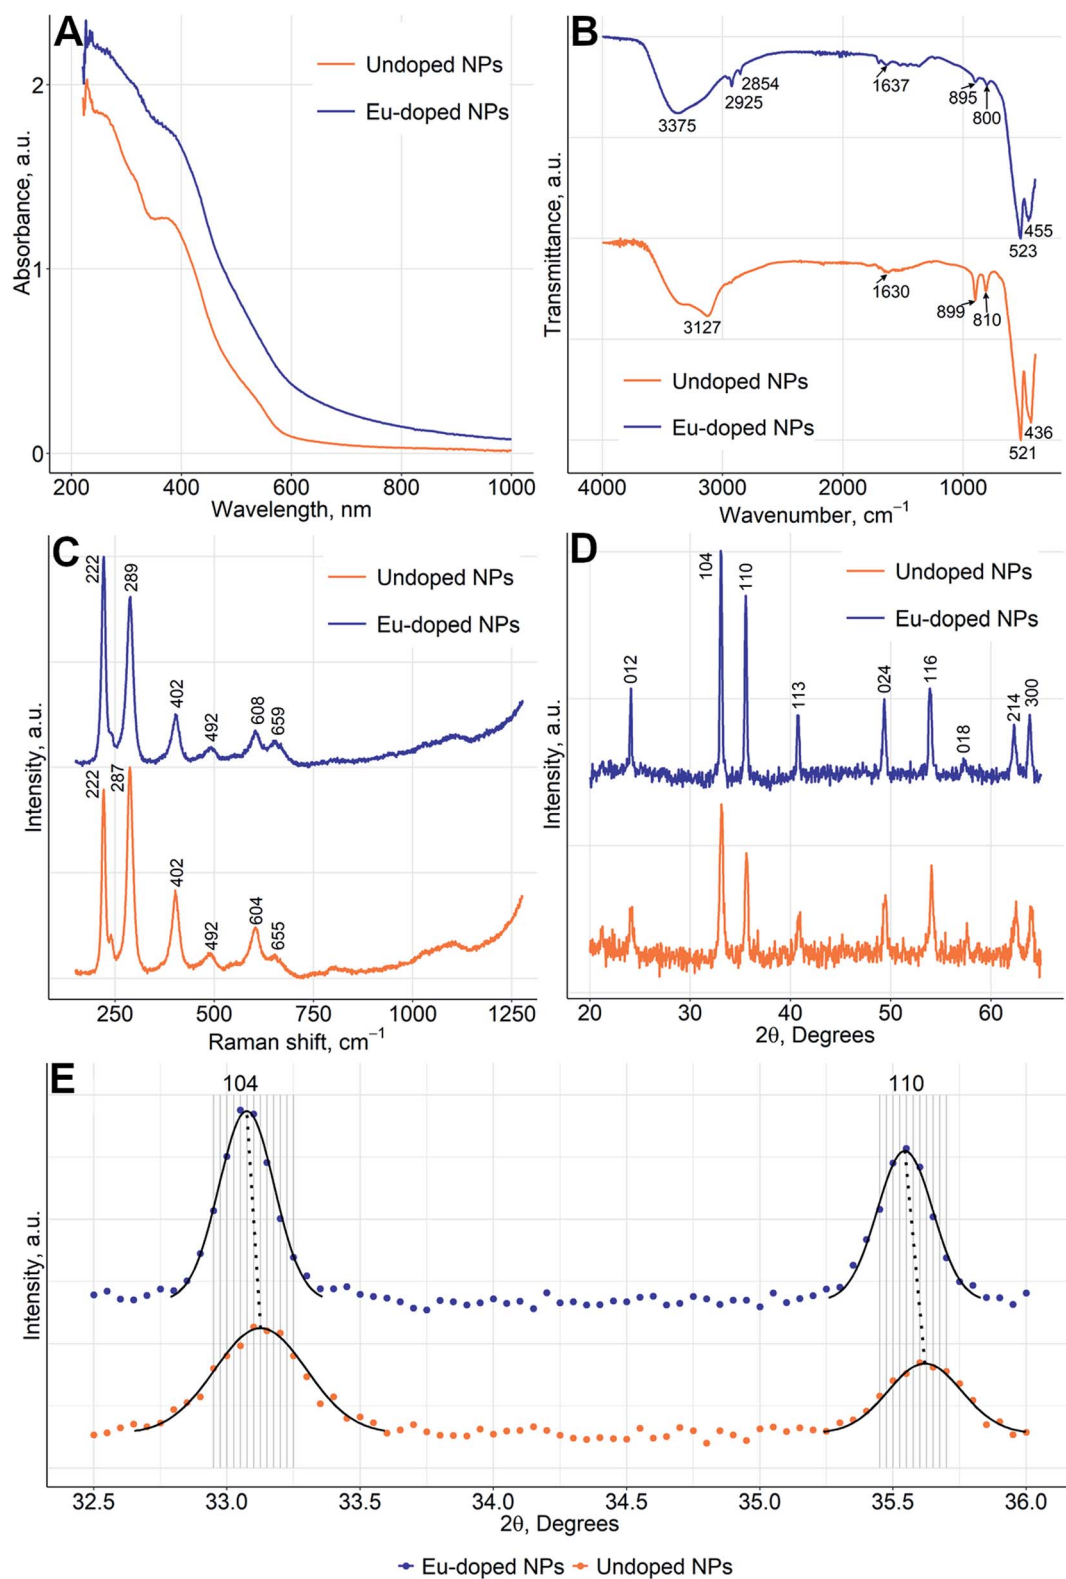 A
Undoped NPs
Eu-doped NPs
Absorbance, a.u.
2
1
0
200 400 600 800 1000
Wavelength, nm
B
2854
2925
3375
1637
895
800
455
523
3127
1630
899
810
436
521
Undoped NPs
Eu-doped NPs
Transmittance, a.u.
4000 3000 2000 1000
Wavenumber, cm⁻¹
C
222
289
402
492
608
659
222
287
402
492
604
655
Undoped NPs
Eu-doped NPs
Intensity, a.u.
250 500 750 1000 1250
Raman shift, cm⁻¹
D
012
104
110
113
024
116
018
214
300
Undoped NPs
Eu-doped NPs
Intensity, a.u.
20 30 40 50 60
2θ, Degrees
E
104 110
Intensity, a.u.
32.5 33.0 33.5 34.0 34.5 35.0 35.5 36.0
2θ, Degrees
Eu-doped NPs Undoped NPs